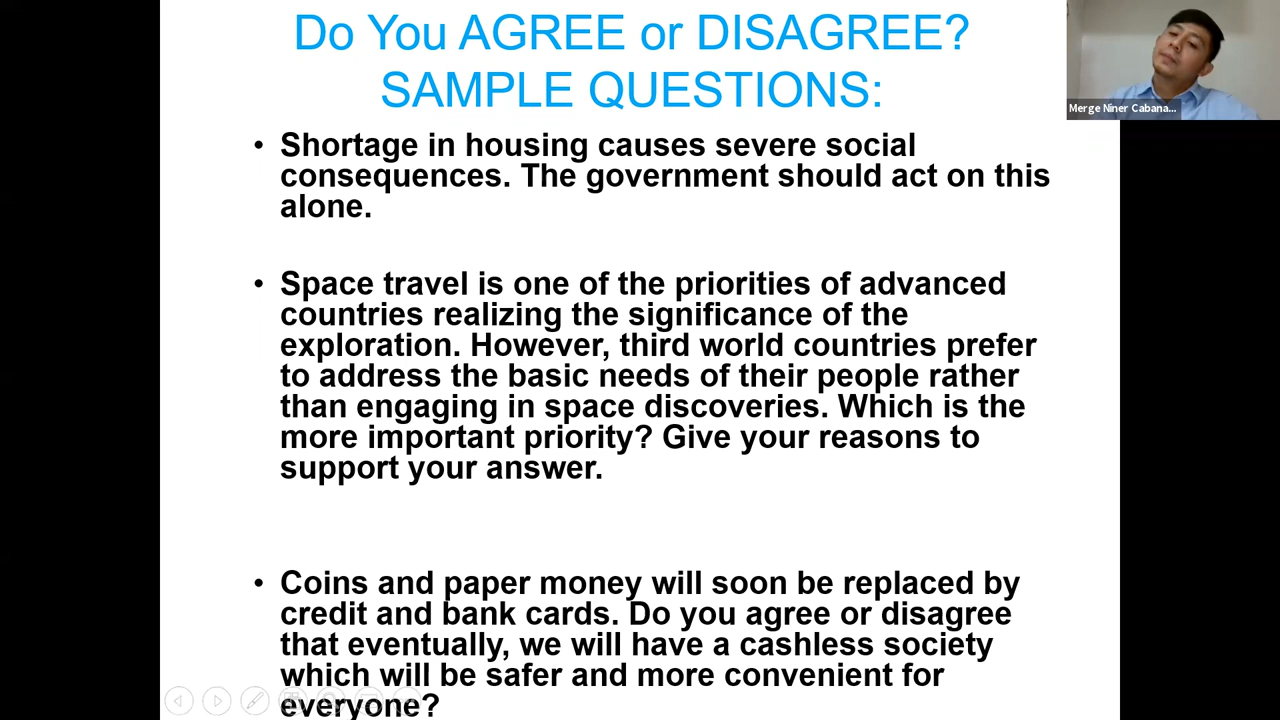 Do You AGREE or DISAGREE?
SAMPLE QUESTIONS:
Merge Niner Cabana...
• Shortage in housing causes severe social
consequences. The government should act on this
alone.
• Space travel is one of the priorities of advanced
countries realizing the significance of the
exploration. However, third world countries prefer
to address the basic needs of their people rather
than engaging in space discoveries. Which is the
more important priority? Give your reasons to
support your answer.
• Coins and paper money will soon be replaced by
credit and bank cards. Do you agree or disagree
that eventually, we will have a cashless society
which will be safer and more convenient for
everyone?